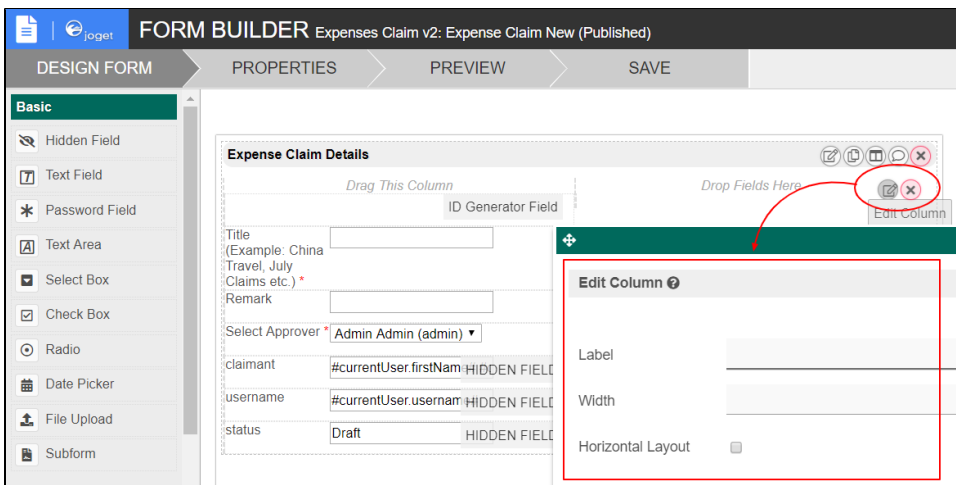 joget FORM BUILDER Expenses Claim v2: Expense Claim New (Published)
DESIGN FORM PROPERTIES PREVIEW SAVE
Basic
Hidden Field
Text Field
Password Field
Text Area
Select Box
Check Box
Radio
Date Picker
File Upload
Subform
Expense Claim Details
Drag This Column Drop Fields Here
Edit Column
ID Generator Field
Title
(Example: China
Travel, July
Claims etc.) *
Remark
Select Approver * Admin Admin (admin)
claimant #currentUser.firstName HIDDEN FIELD
username #currentUser.usernam HIDDEN FIELD
status Draft HIDDEN FIELD
Edit Column
Label
Width
Horizontal Layout